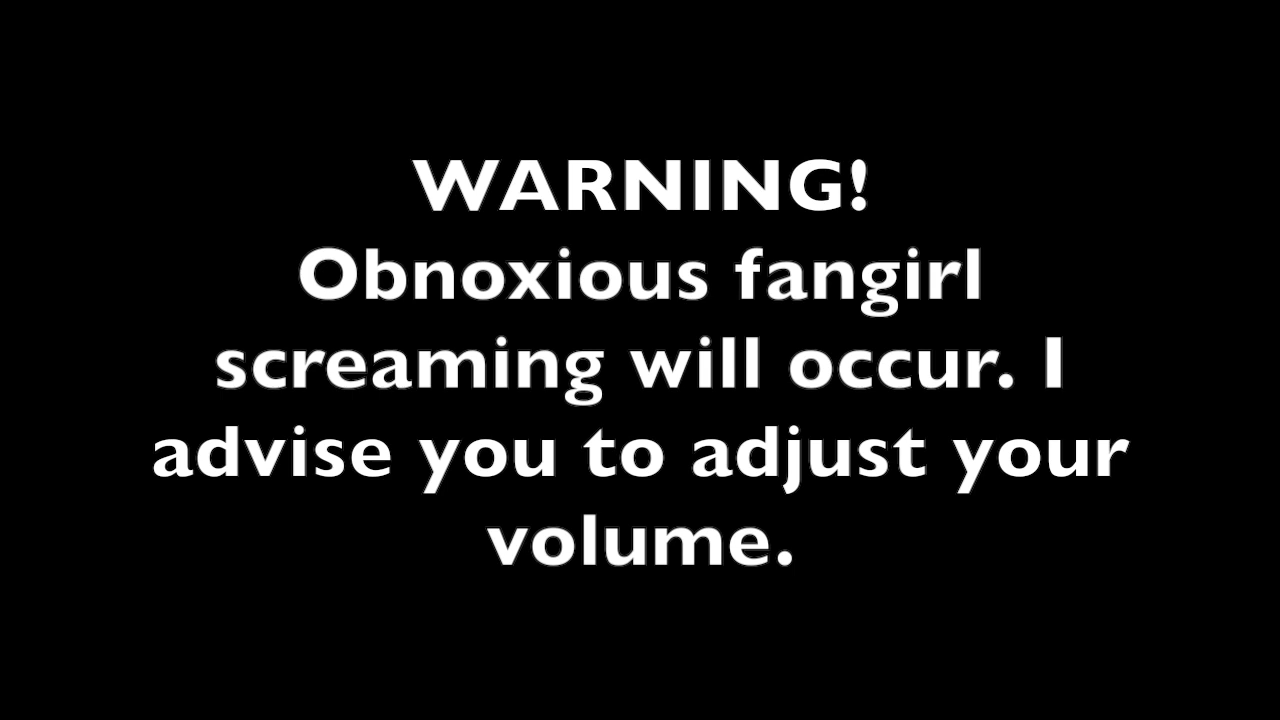 WARNING!
Obnoxious fangirl
screaming will occur. I
advise you to adjust your
volume.